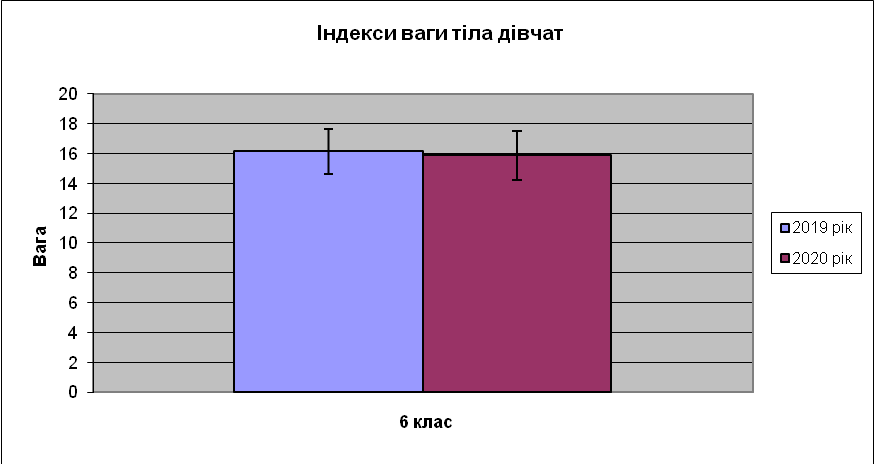 Індекси ваги тіла дівчат
20
18
16
14
12
10
8
6
4
2
0
Вага
6 клас
2019 рік
2020 рік